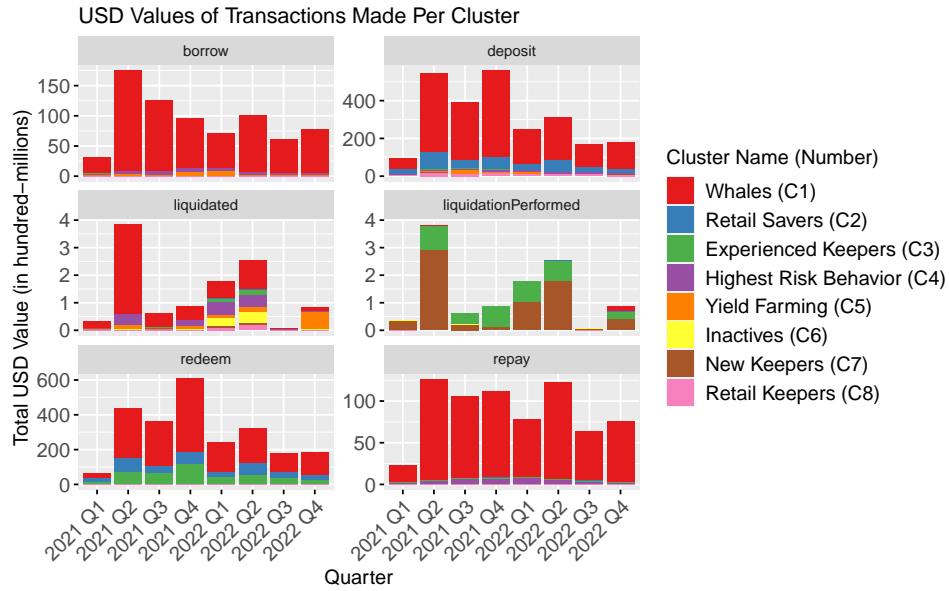 USD Values of Transactions Made Per Cluster
borrow
deposit
150
100
50
0
400
200
0
liquidated
liquidationPerformed
4
3
2
1
0
4
3
2
1
0
redeem
repay
600
400
200
0
100
50
0
2021 Q1
2021 Q2
2021 Q3
2021 Q4
2022 Q1
2022 Q2
2022 Q3
2022 Q4
2021 Q1
2021 Q2
2021 Q3
2021 Q4
2022 Q1
2022 Q2
2022 Q3
2022 Q4
Quarter
Total USD Value (in hundred−millions)
Cluster Name (Number)
Whales (C1)
Retail Savers (C2)
Experienced Keepers (C3)
Highest Risk Behavior (C4)
Yield Farming (C5)
Inactives (C6)
New Keepers (C7)
Retail Keepers (C8)